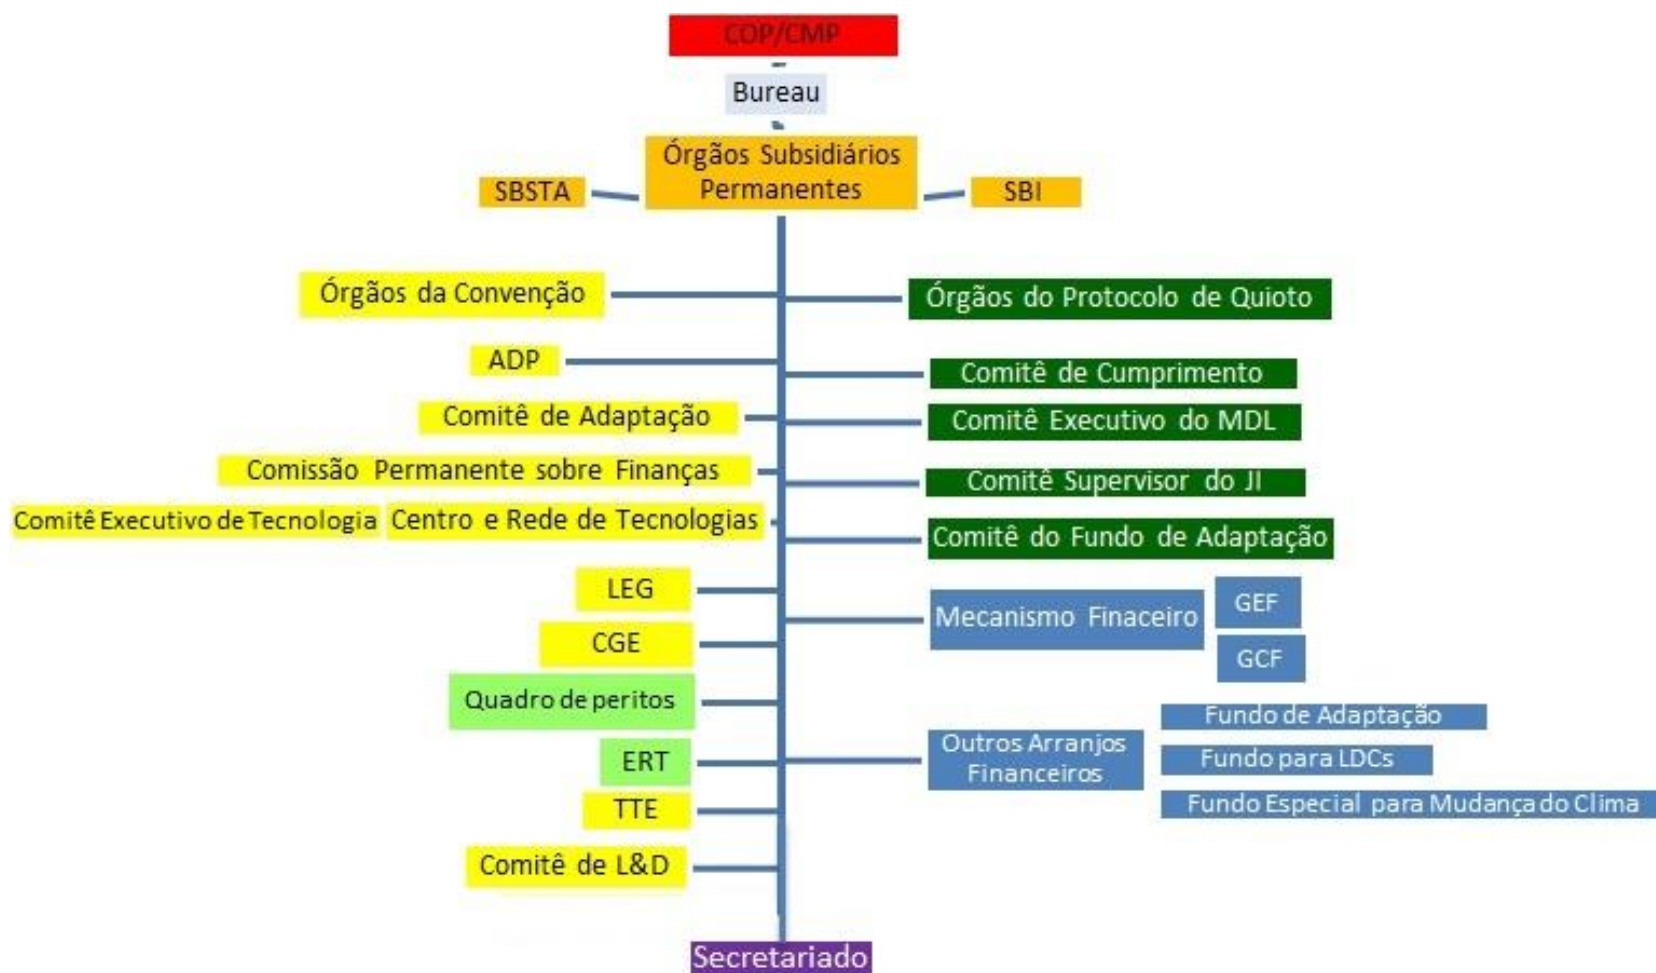 COP/CMP
Bureau
Órgãos Subsidiários
Permanentes
SBSTA
SBI
Órgãos da Convenção
Órgãos do Protocolo de Quioto
ADP
Comitê de Cumprimento
Comitê de Adaptação
Comitê Executivo do MDL
Comissão Permanente sobre Finanças
Comitê Supervisor do JI
Comitê Executivo de Tecnologia
Centro e Rede de Tecnologias
Comitê do Fundo de Adaptação
LEG
Mecanismo Finaceiro
GEF
GCF
CGE
Quadro de peritos
Outros Arranjos
Financeiros
Fundo de Adaptação
Fundo para LDCs
Fundo Especial para Mudança do Clima
ERT
TTE
Comitê de L&D
Secretariado